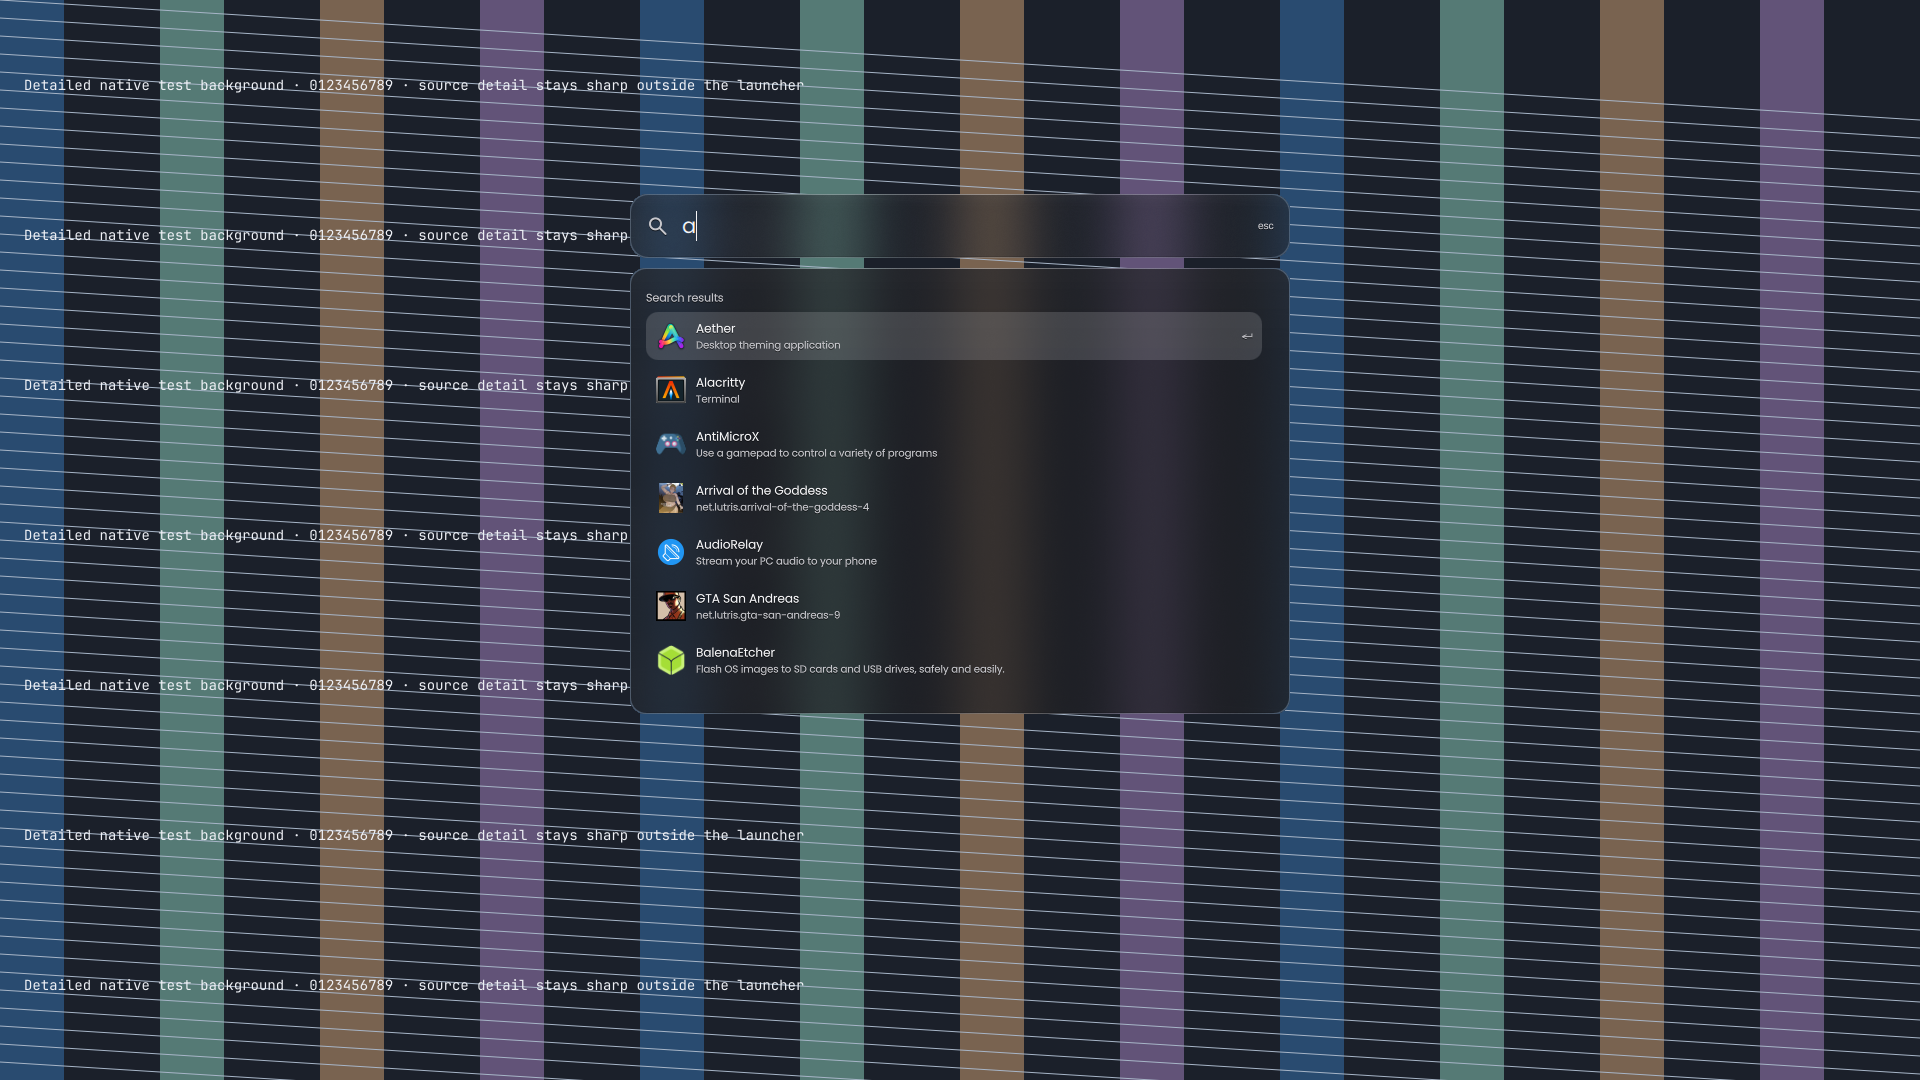 Detailed native test background · 0123456789 · source detail stays sharp outside the launcher
Detailed native test background · 0123456789 · source detail stays sharp
a
esc
Search results
Aether
Desktop theming application
Alacritty
Terminal
Detailed native test background · 0123456789 · source detail stays sharp
AntiMicroX
Use a gamepad to control a variety of programs
Arrival of the Goddess
net.lutris.arrival-of-the-goddess-4
Detailed native test background · 0123456789 · source detail stays sharp
AudioRelay
Stream your PC audio to your phone
GTA San Andreas
net.lutris.gta-san-andreas-9
BalenaEtcher
Flash OS images to SD cards and USB drives, safely and easily.
Detailed native test background · 0123456789 · source detail stays sharp
Detailed native test background · 0123456789 · source detail stays sharp outside the launcher
Detailed native test background · 0123456789 · source detail stays sharp outside the launcher